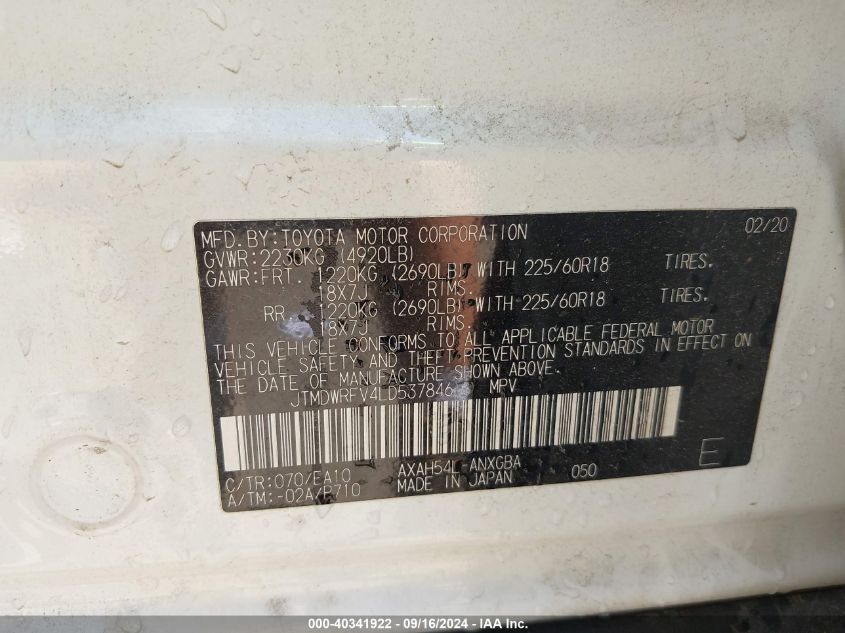 MFD. BY: TOYOTA MOTOR CORPORATION 02/20
GVWR: 2230KG (4920LB)
GAWR: FRT. 1220KG (2690LB) WITH 225/60R18 TIRES.
18X7J RIMS.
RR. 1220KG (2690LB) WITH 225/60R18 TIRES.
18X7J RIMS.
THIS VEHICLE CONFORMS TO ALL APPLICABLE FEDERAL MOTOR
VEHICLE SAFETY AND THEFT PREVENTION STANDARDS IN EFFECT ON
THE DATE OF MANUFACTURE SHOWN ABOVE.
MPV
C/TR: 070/EA10 AXAH54L-ANXGBA
A/TM: -02A/P710 MADE IN JAPAN 050
E
000-40341922 - 09/16/2024 - IAA Inc.